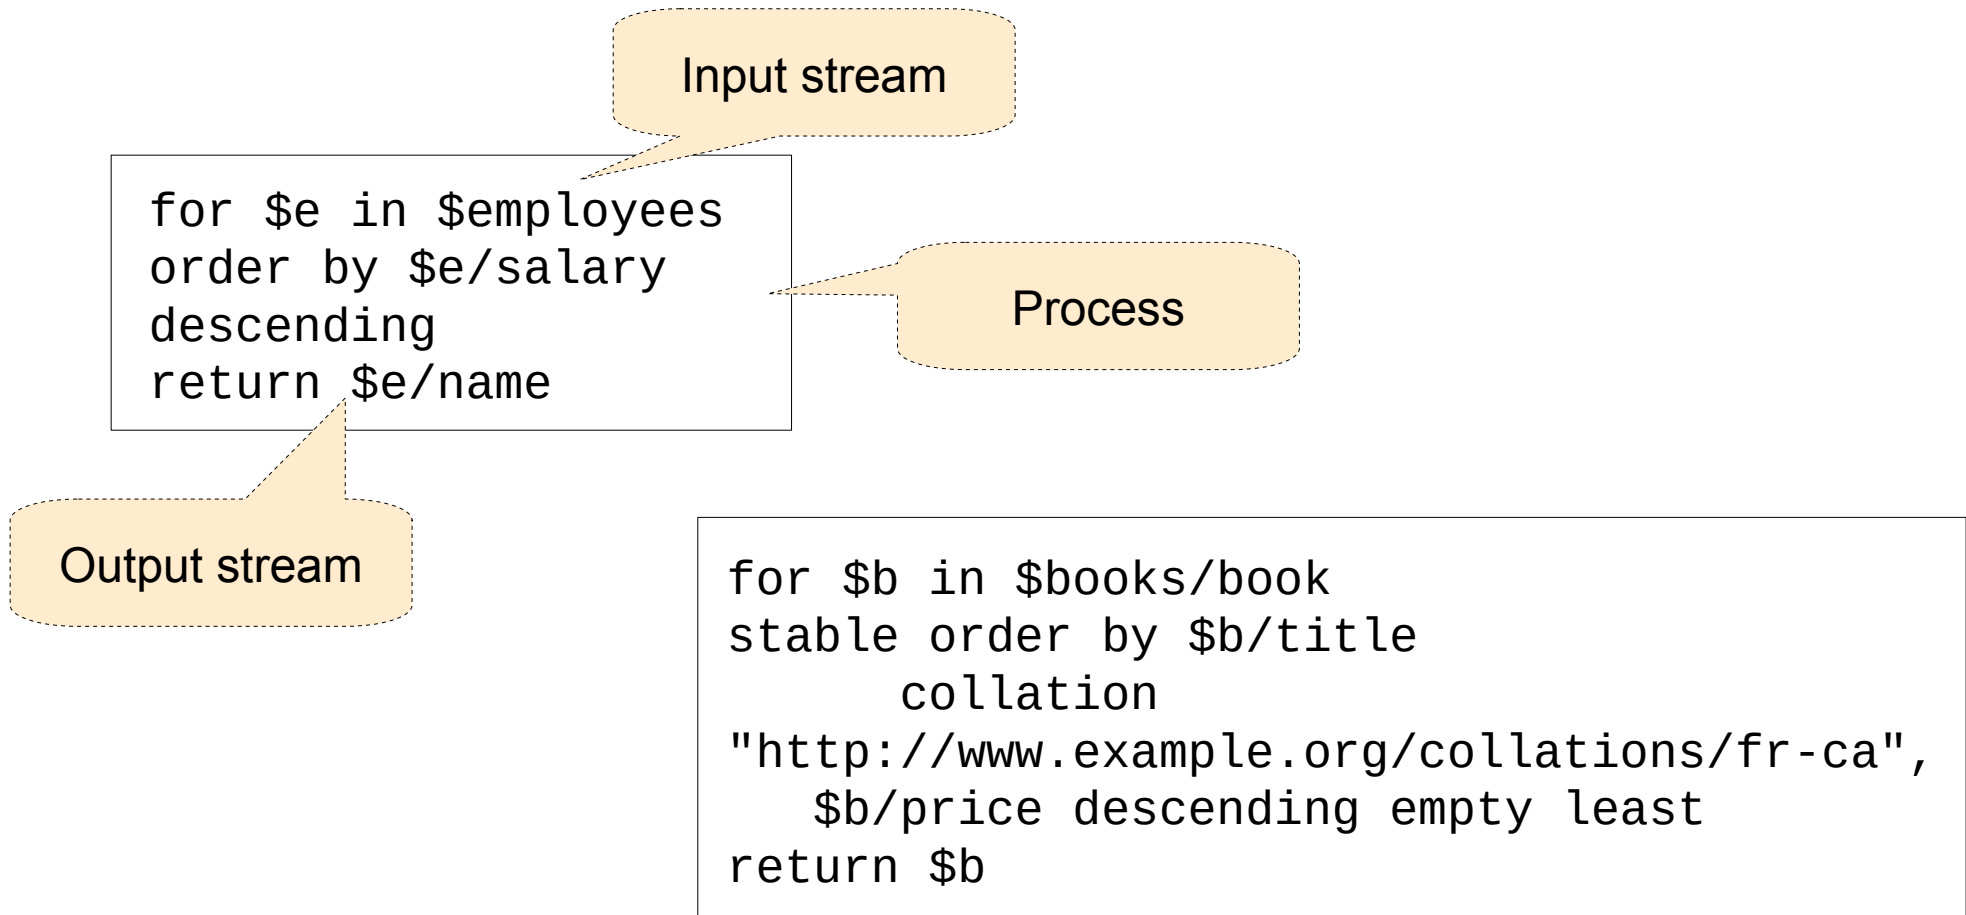 Input stream
for $e in $employees
order by $e/salary
descending
return $e/name
Process
Output stream
for $b in $books/book
stable order by $b/title
collation
"http://www.example.org/collations/fr-ca",
$b/price descending empty least
return $b